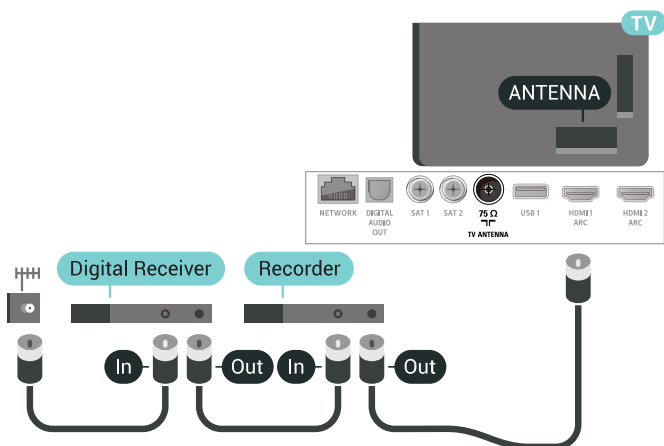 TV
ANTENNA
NETWORK
DIGITAL
AUDIO
OUT
SAT 1
SAT 2
75 Ω
TV ANTENNA
USB 1
HDMI 1
ARC
HDMI 2
ARC
Digital Receiver
Recorder
In
Out
In
Out